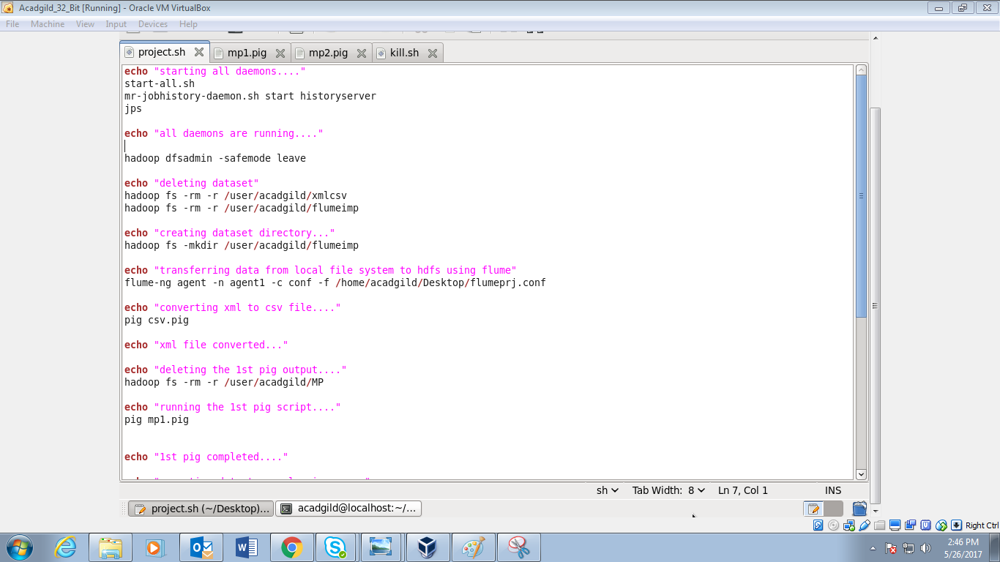 Acadgild_32_Bit [Running] - Oracle VM VirtualBox
File Machine View Input Devices Help
project.sh mp1.pig mp2.pig kill.sh
echo "starting all daemons...."
start-all.sh
mr-jobhistory-daemon.sh start historyserver
jps
echo "all daemons are running...."
hadoop dfsadmin -safemode leave
echo "deleting dataset"
hadoop fs -rm -r /user/acadgild/xmlcsv
hadoop fs -rm -r /user/acadgild/flumeimp
echo "creating dataset directory..."
hadoop fs -mkdir /user/acadgild/flumeimp
echo "transferring data from local file system to hdfs using flume"
flume-ng agent -n agent1 -c conf -f /home/acadgild/Desktop/flumeprj.conf
echo "converting xml to csv file...."
pig csv.pig
echo "xml file converted..."
echo "deleting the 1st pig output...."
hadoop fs -rm -r /user/acadgild/MP
echo "running the 1st pig script...."
pig mp1.pig
echo "1st pig completed...."
sh Tab Width: 8 Ln 7, Col 1 INS
project.sh (~/Desktop)... acadgild@localhost:~/...
Right Ctrl
2:46 PM
5/26/2017